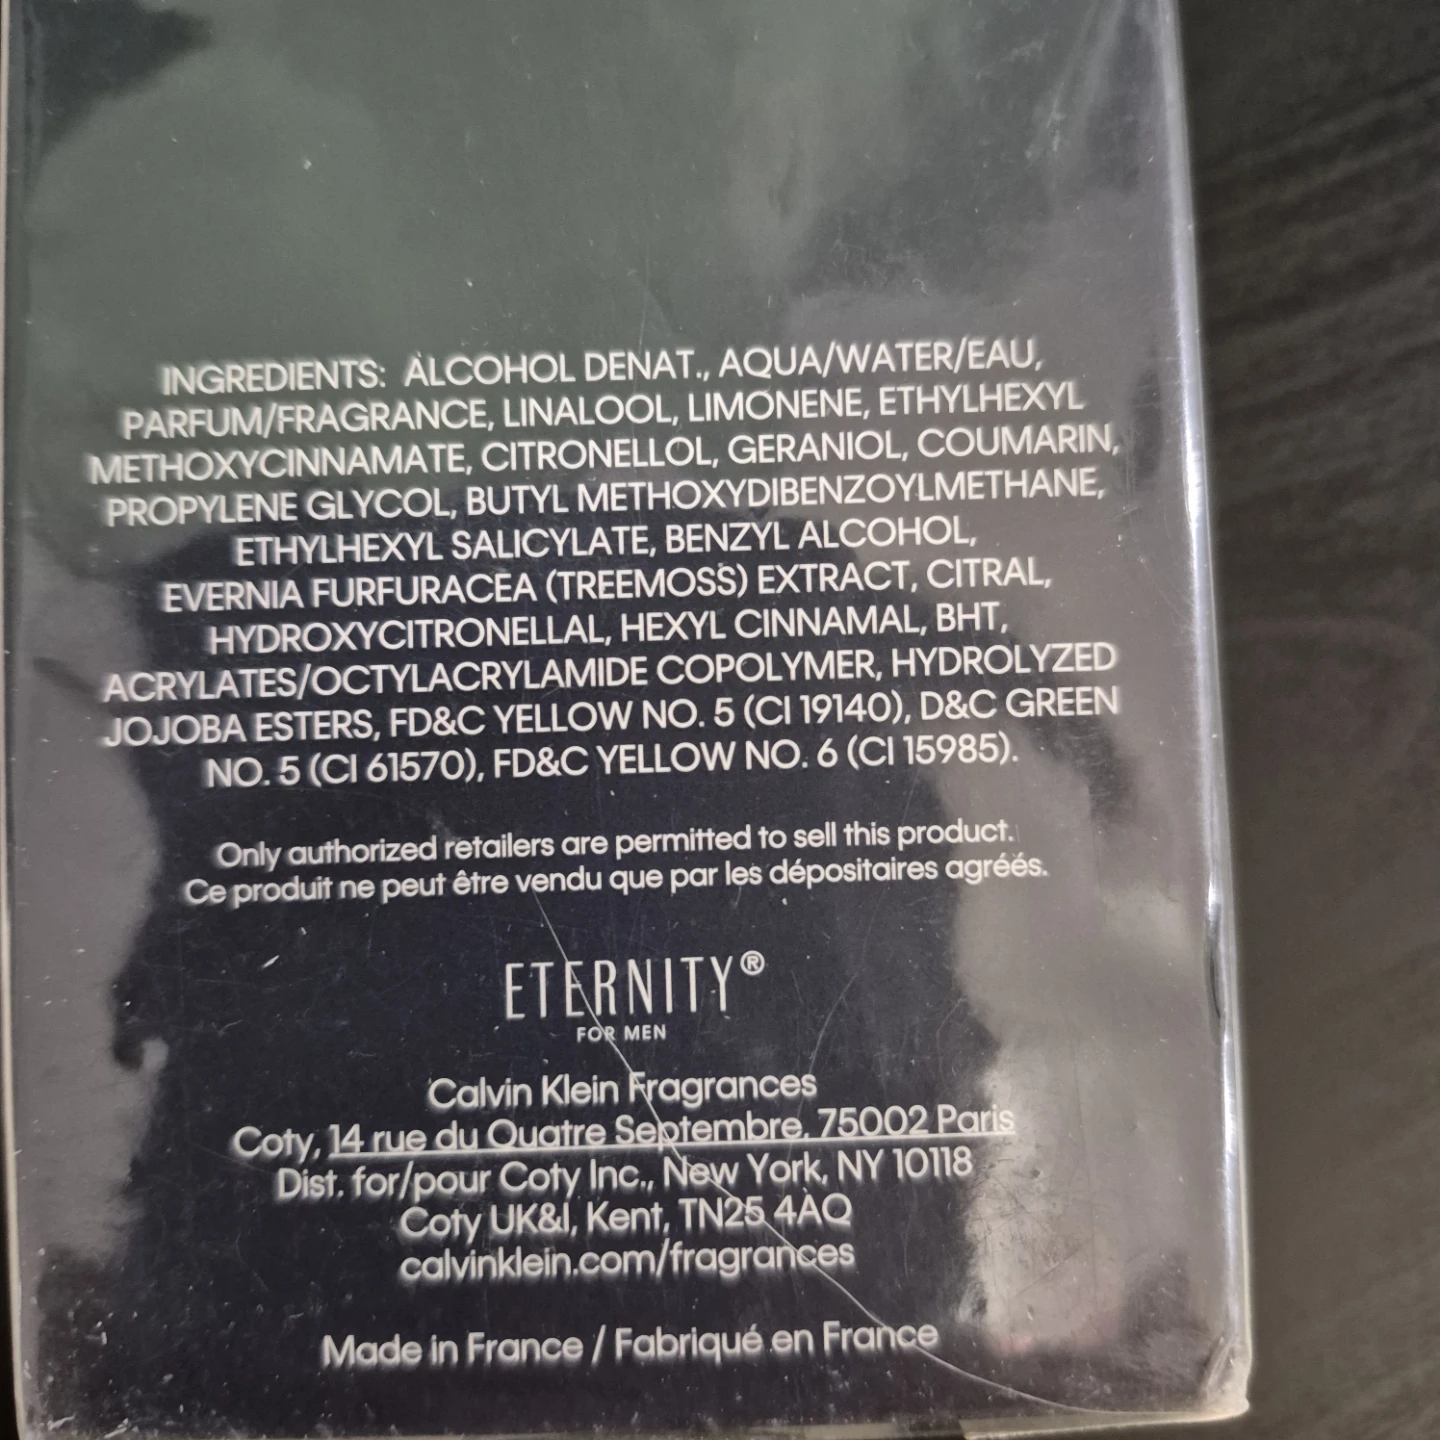 INGREDIENTS: ALCOHOL DENAT., AQUA/WATER/EAU,
PARFUM/FRAGRANCE, LINALOOL, LIMONENE, ETHYLHEXYL
METHOXYCINNAMATE, CITRONELLOL, GERANIOL, COUMARIN,
PROPYLENE GLYCOL, BUTYL METHOXYDIBENZOYLMETHANE,
ETHYLHEXYL SALICYLATE, BENZYL ALCOHOL,
EVERNIA FURFURACEA (TREEMOSS) EXTRACT, CITRAL,
HYDROXYCITRONELLAL, HEXYL CINNAMAL, BHT,
ACRYLATES/OCTYLACRYLAMIDE COPOLYMER, HYDROLYZED
JOJOBA ESTERS, FD&C YELLOW NO. 5 (CI 19140), D&C GREEN
NO. 5 (CI 61570), FD&C YELLOW NO. 6 (CI 15985).
Only authorized retailers are permitted to sell this product.
Ce produit ne peut être vendu que par les dépositaires agréés.
ETERNITY®
FOR MEN
Calvin Klein Fragrances
Coty, 14 rue du Quatre Septembre, 75002 Paris
Dist. for/pour Coty Inc., New York, NY 10118
Coty UK&I, Kent, TN25 4AQ
calvinklein.com/fragrances
Made in France / Fabriqué en France